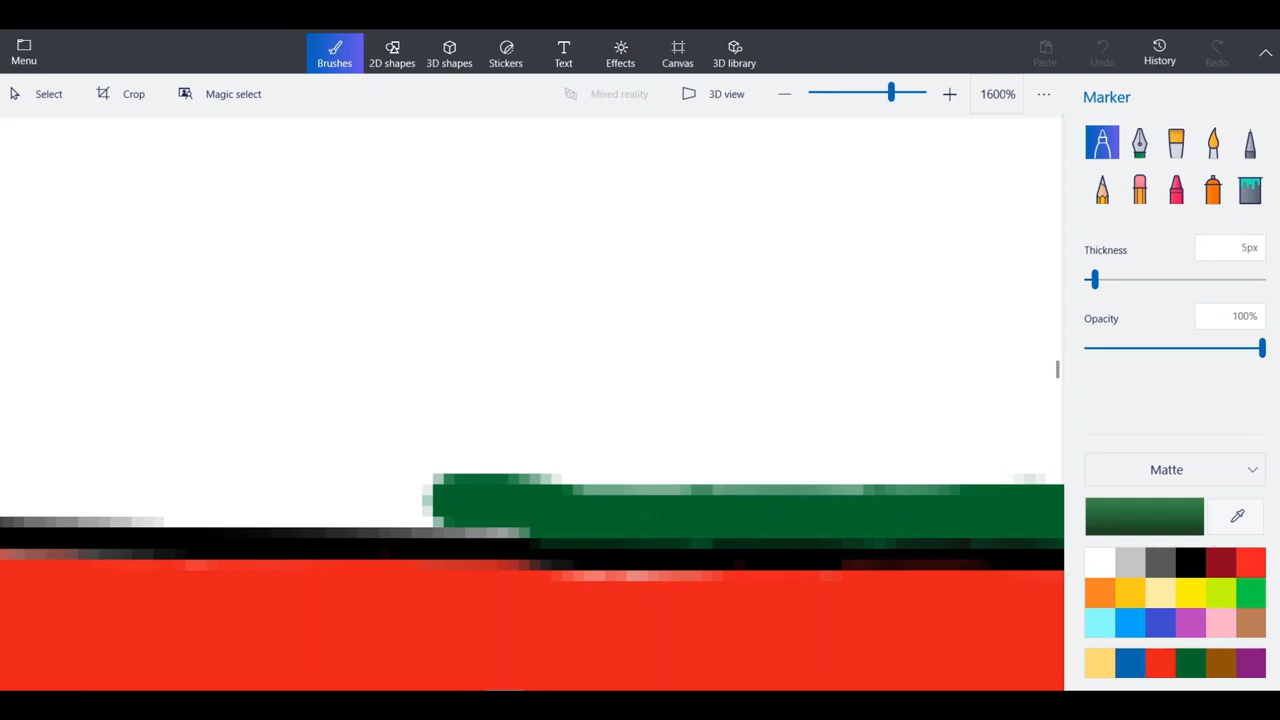 Menu
Brushes
2D shapes
3D shapes
Stickers
Text
Effects
Canvas
3D library
Paste
Undo
History
Redo
Select
Crop
Magic select
Mixed reality
3D view
1600%
Marker
Thickness
5px
Opacity
100%
Matte